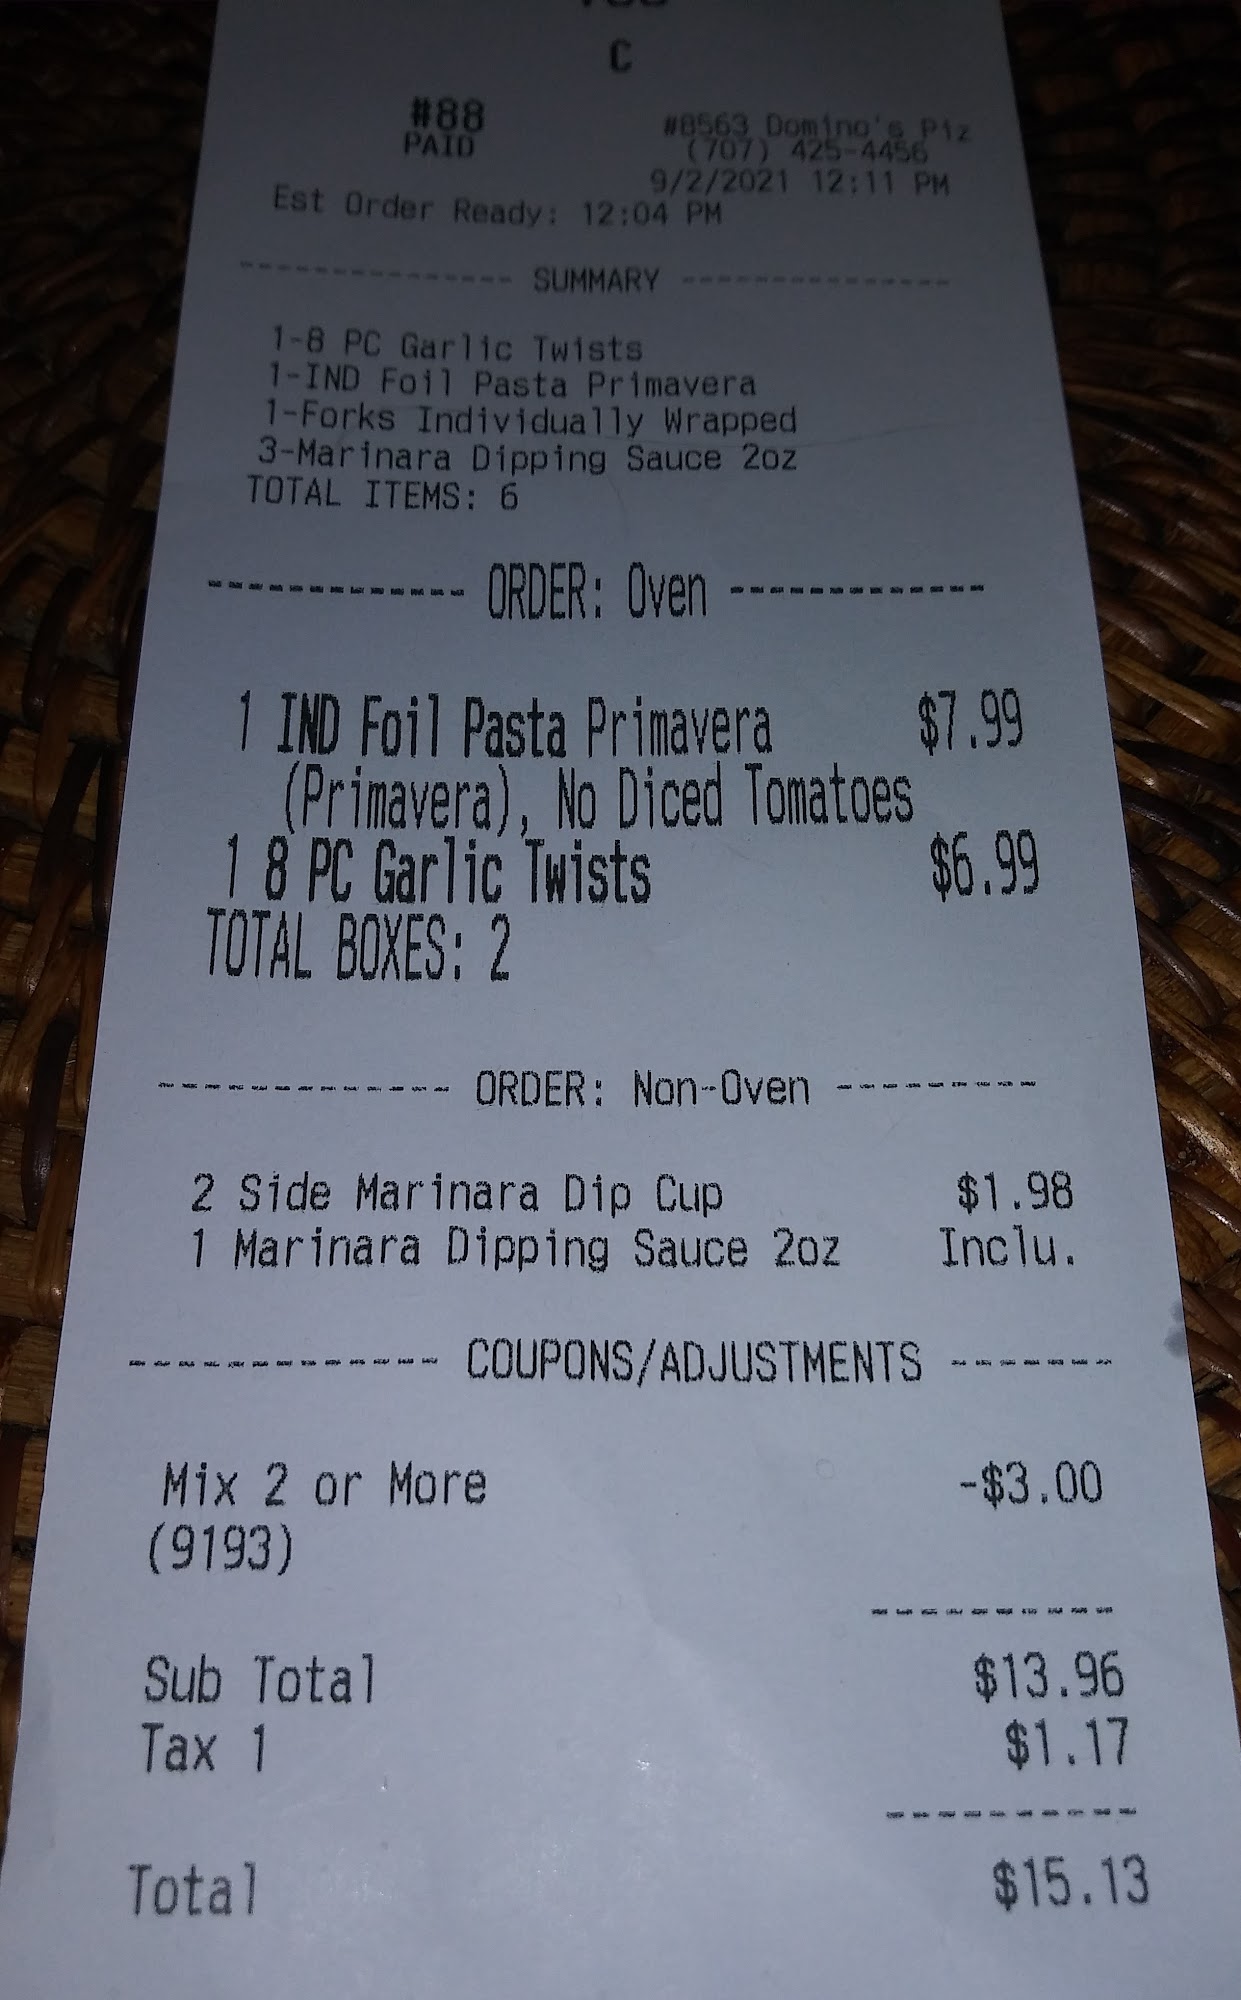 C
#88
PAID
#8563 Domino's Piz
(707) 425-4456
9/2/2021 12:11 PM
Est Order Ready: 12:04 PM
--------------- SUMMARY ---------------
1-8 PC Garlic Twists
1-IND Foil Pasta Primavera
1-Forks Individually Wrapped
3-Marinara Dipping Sauce 2oz
TOTAL ITEMS: 6
------------- ORDER: Oven -------------
1 IND Foil Pasta Primavera $7.99
(Primavera), No Diced Tomatoes
1 8 PC Garlic Twists $6.99
TOTAL BOXES: 2
------------- ORDER: Non-Oven ---------
2 Side Marinara Dip Cup $1.98
1 Marinara Dipping Sauce 2oz Inclu.
------------- COUPONS/ADJUSTMENTS -------
Mix 2 or More -$3.00
(9193)
----------
Sub Total $13.96
Tax 1 $1.17
----------
Total $15.13